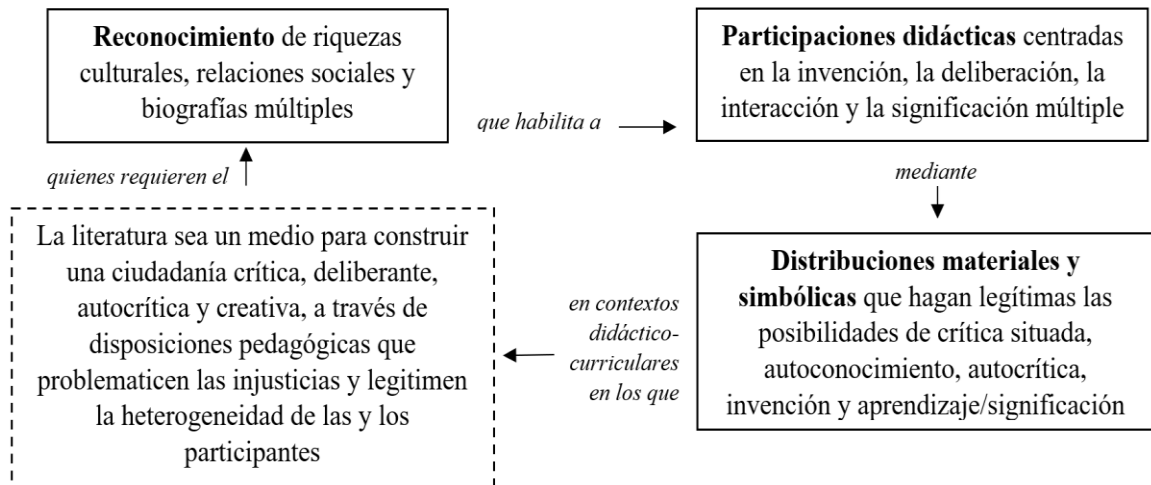 Reconocimiento de riquezas
culturales, relaciones sociales y
biografías múltiples
que habilita a
Participaciones didácticas centradas
en la invención, la deliberación, la
interacción y la significación múltiple
mediante
Distribuciones materiales y
simbólicas que hagan legítimas las
posibilidades de crítica situada,
autoconocimiento, autocrítica,
invención y aprendizaje/significación
en contextos
didáctico-
curriculares
en los que
La literatura sea un medio para construir
una ciudadanía crítica, deliberante,
autocrítica y creativa, a través de
disposiciones pedagógicas que
problematicen las injusticias y legitimen
la heterogeneidad de las y los
participantes
quienes requieren el